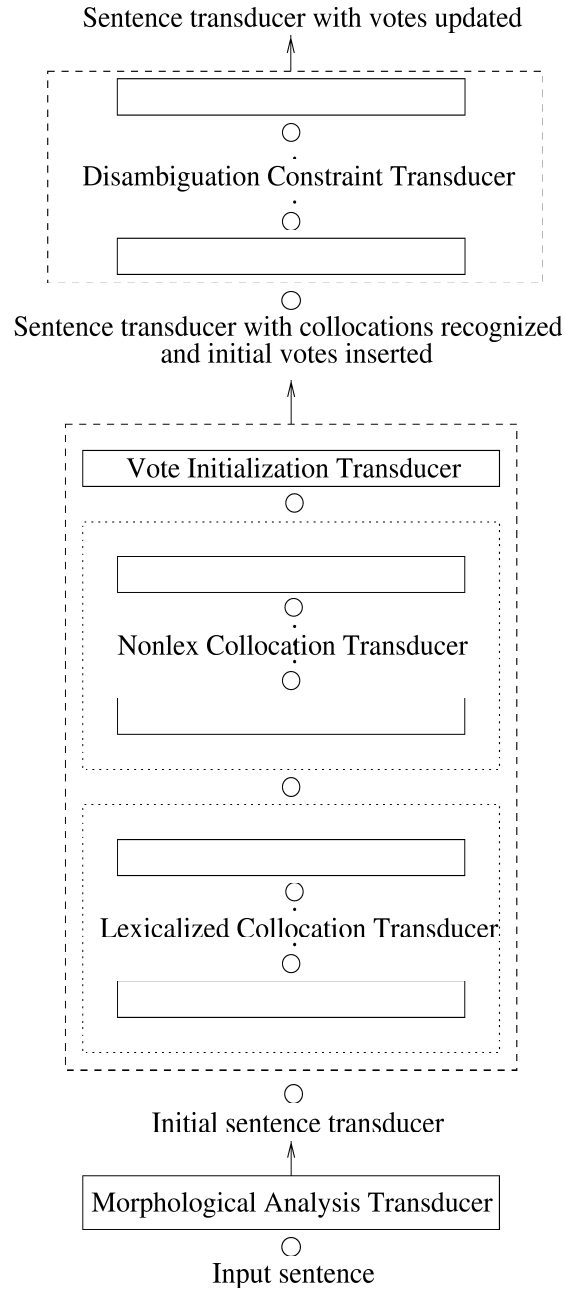 Sentence transducer with votes updated
Disambiguation Constraint Transducer
Sentence transducer with collocations recognized
and initial votes inserted
Vote Initialization Transducer
Nonlex Collocation Transducer
Lexicalized Collocation Transducer
Initial sentence transducer
Morphological Analysis Transducer
Input sentence